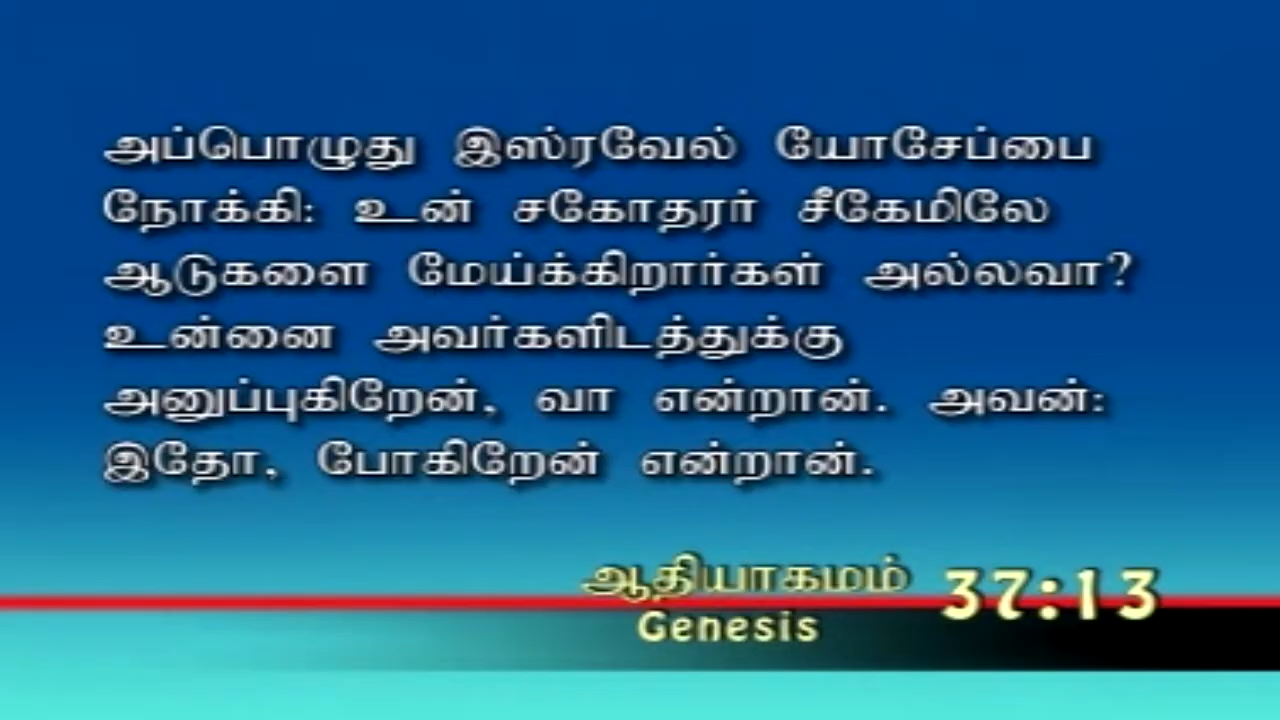 அப்பொழுது இஸ்ரவேல் யோசேப்பை
நோக்கி: உன் சகோதரர் சீகேமிலே
ஆடுகளை மேய்க்கிறார்கள் அல்லவா?
உன்னை அவர்களிடத்துக்கு
அனுப்புகிறேன், வா என்றான். அவன்:
இதோ, போகிறேன் என்றான்.
ஆதியாகமம் 37:13
Genesis